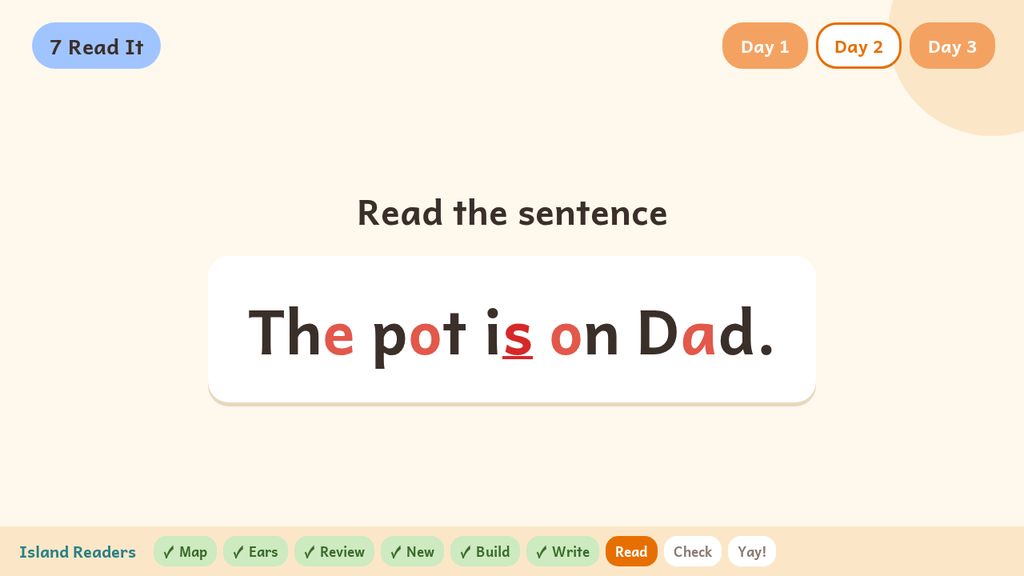 7 Read It
Day 1 Day 2 Day 3
Read the sentence
The pot is on Dad.
Island Readers ✓ Map ✓ Ears ✓ Review ✓ New ✓ Build ✓ Write Read Check Yay!